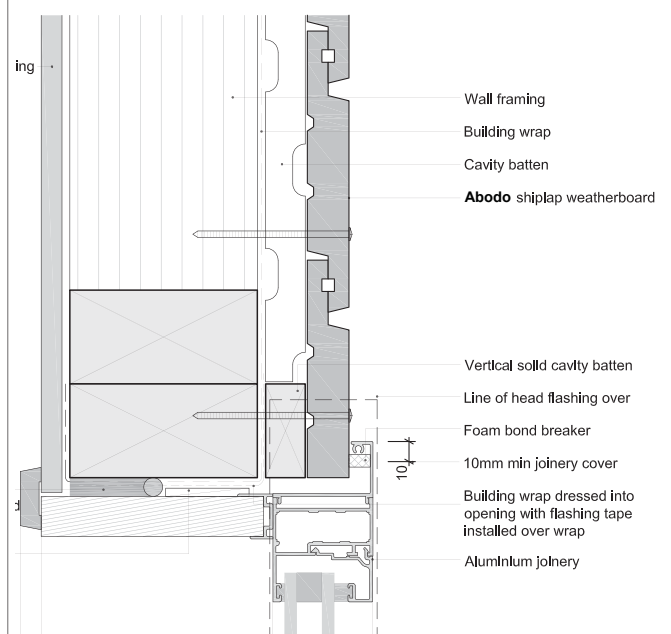 ing
Wall framing
Building wrap
Cavity batten
Abodo shiplap weatherboard
Vertical solid cavity batten
Line of head flashing over
Foam bond breaker
10mm min joinery cover
10
Building wrap dressed into
opening with flashing tape
installed over wrap
Aluminium joinery